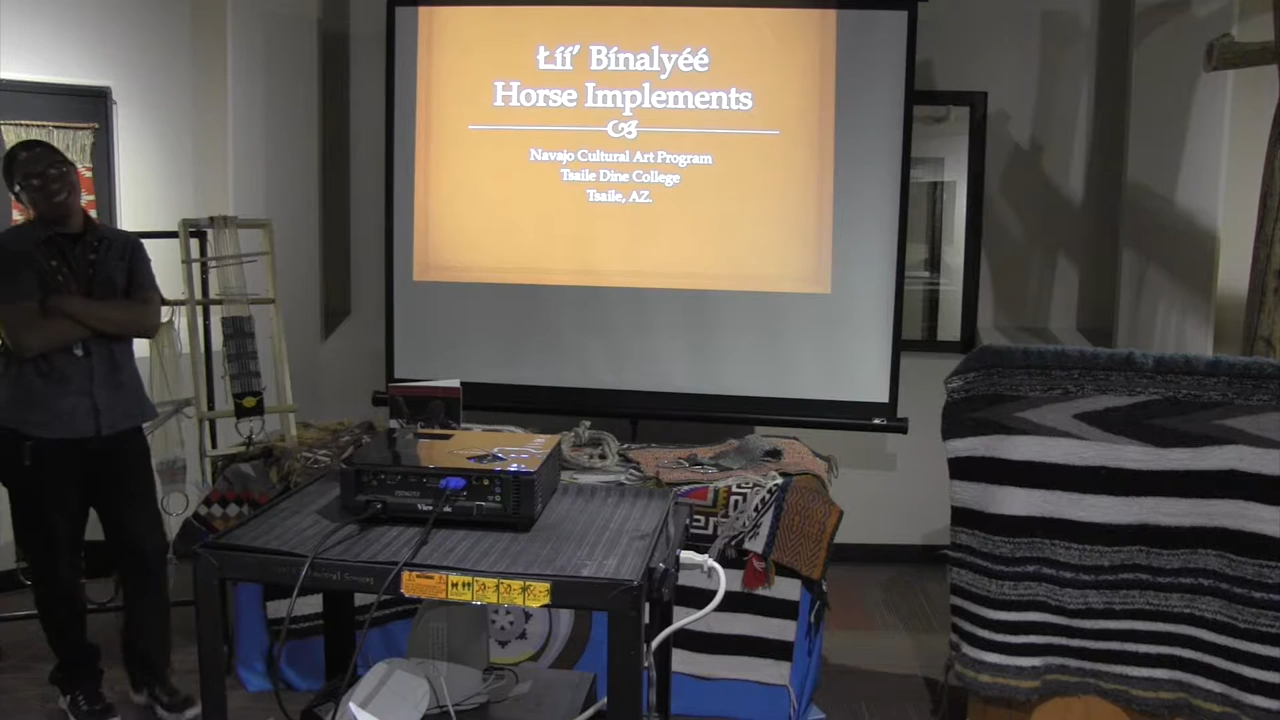 Łíí' Bínalyéé
Horse Implements
Navajo Cultural Art Program
Tsaile Dine College
Tsaile, AZ.